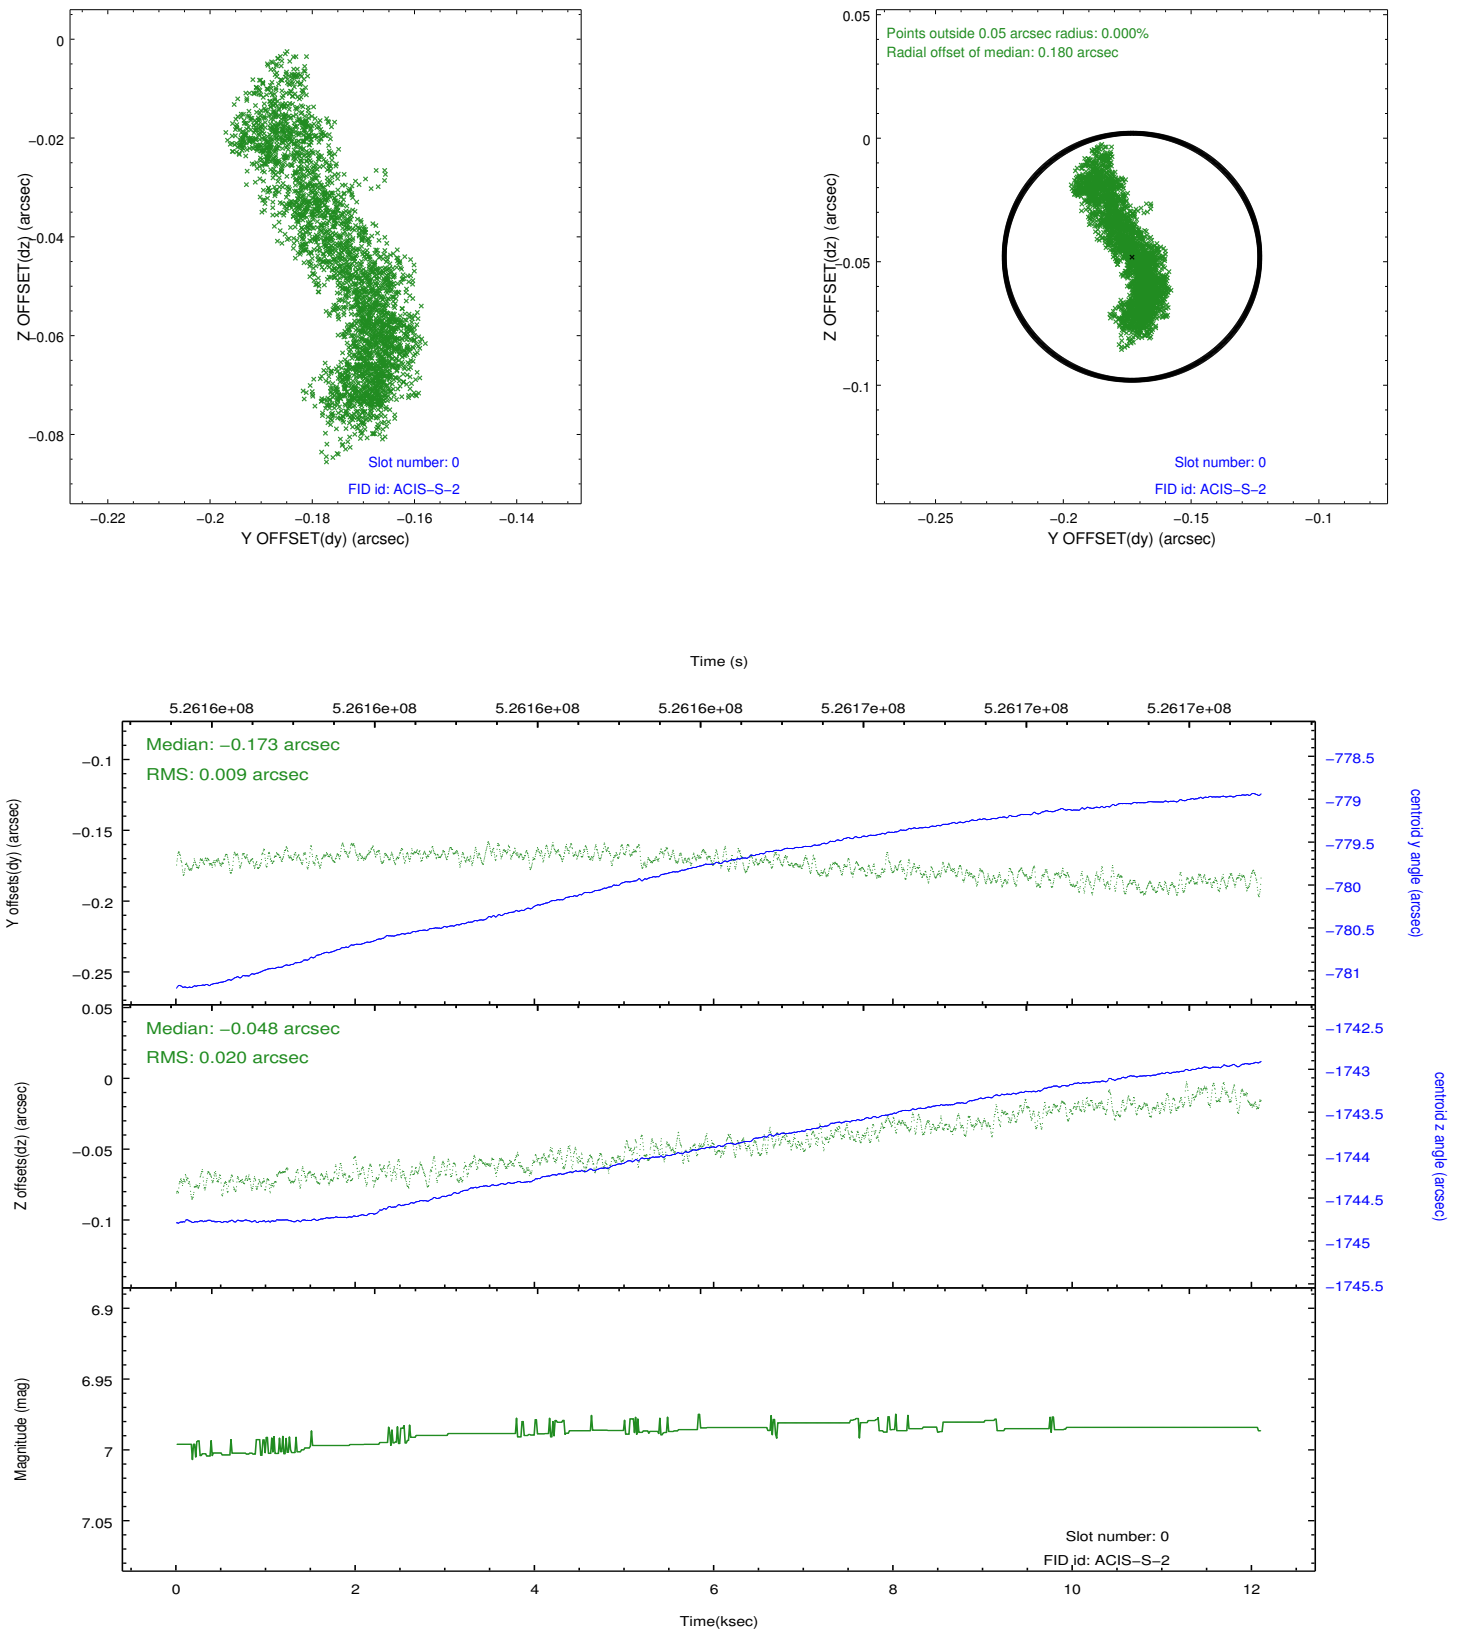 0
−0.02
−0.04
−0.06
−0.08
Z OFFSET(dz) (arcsec)
Slot number: 0
FID id: ACIS−S−2
−0.22
−0.2
−0.18
−0.16
−0.14
Y OFFSET(dy) (arcsec)
0.05
0
−0.05
−0.1
Z OFFSET(dz) (arcsec)
Points outside 0.05 arcsec radius: 0.000%
Radial offset of median: 0.180 arcsec
Slot number: 0
FID id: ACIS−S−2
−0.25
−0.2
−0.15
−0.1
Y OFFSET(dy) (arcsec)
Time (s)
5.2616e+08
5.2616e+08
5.2616e+08
5.2616e+08
5.2617e+08
5.2617e+08
5.2617e+08
Median: −0.173 arcsec
RMS: 0.009 arcsec
−0.1
−0.15
−0.2
−0.25
Y offsets(dy) (arcsec)
−778.5
−779
−779.5
−780
−780.5
−781
centroid y angle (arcsec)
Median: −0.048 arcsec
RMS: 0.020 arcsec
0.05
0
−0.05
−0.1
Z offsets(dz) (arcsec)
−1742.5
−1743
−1743.5
−1744
−1744.5
−1745
−1745.5
centroid z angle (arcsec)
6.9
6.95
7
7.05
Magnitude (mag)
Slot number: 0
FID id: ACIS−S−2
0
2
4
6
8
10
12
Time(ksec)